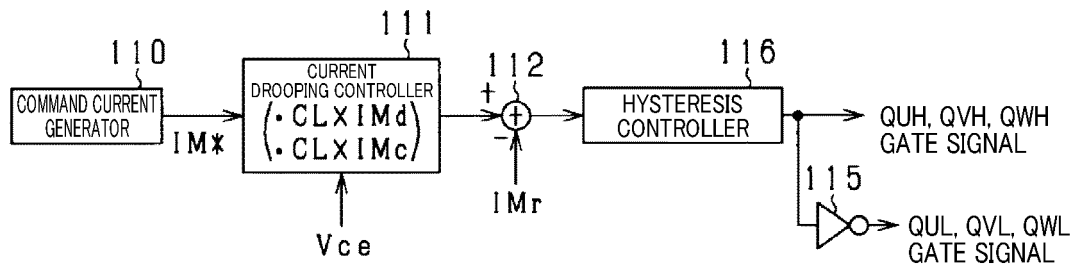 110
COMMAND CURRENT
GENERATOR
IM*
111
CURRENT
DROOPING CONTROLLER
(· CL×IMd
· CL×IMc)
Vce
112
+
+
−
IMr
116
HYSTERESIS
CONTROLLER
QUH, QVH, QWH
GATE SIGNAL
115
QUL, QVL, QWL
GATE SIGNAL